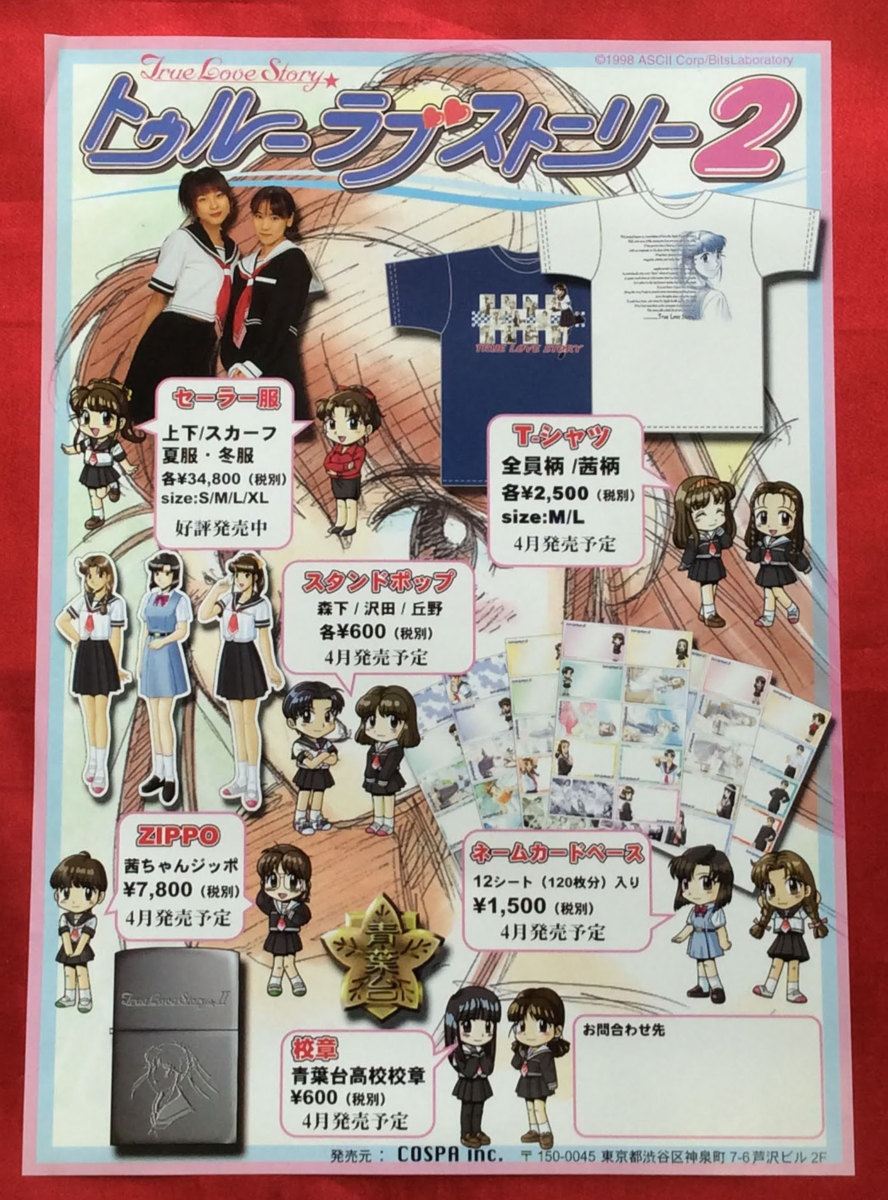 ©1998 ASCII Corp/BitsLaboratory
True Love Story★
トゥルーラブストーリー2
TRUE LOVE STORY
True Love Story
セーラー服
上下/スカーフ
夏服・冬服
各¥34,800（税別）
size:S/M/L/XL
好評発売中
T-シャツ
全員柄/茜柄
各¥2,500（税別）
size:M/L
4月発売予定
スタンドポップ
森下/沢田/丘野
各¥600（税別）
4月発売予定
ZIPPO
茜ちゃんジッポ
¥7,800（税別）
4月発売予定
True Love Story★II
ネームカードベース
12シート（120枚分）入り
¥1,500（税別）
4月発売予定
青葉台
校章
青葉台高校校章
¥600（税別）
4月発売予定
お問合わせ先
発売元： COSPA inc. 〒150-0045 東京都渋谷区神泉町7-6芦沢ビル2F